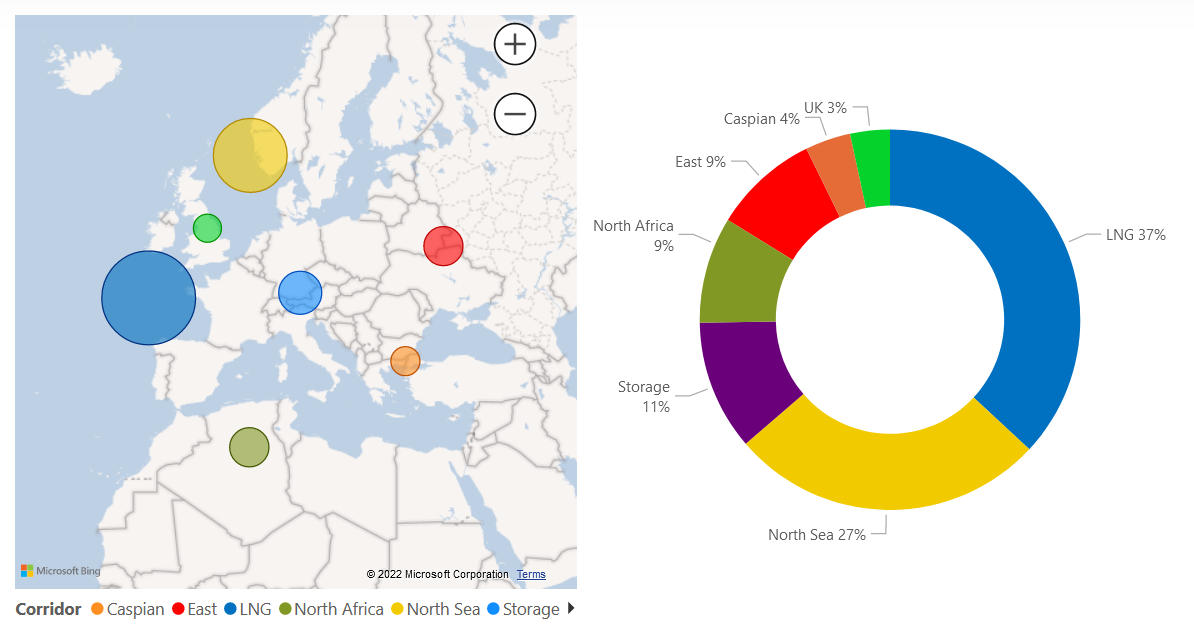 Microsoft Bing
© 2022 Microsoft Corporation Terms
Corridor Caspian East LNG North Africa North Sea Storage
UK 3%
Caspian 4%
East 9%
North Africa
9%
LNG 37%
Storage
11%
North Sea 27%